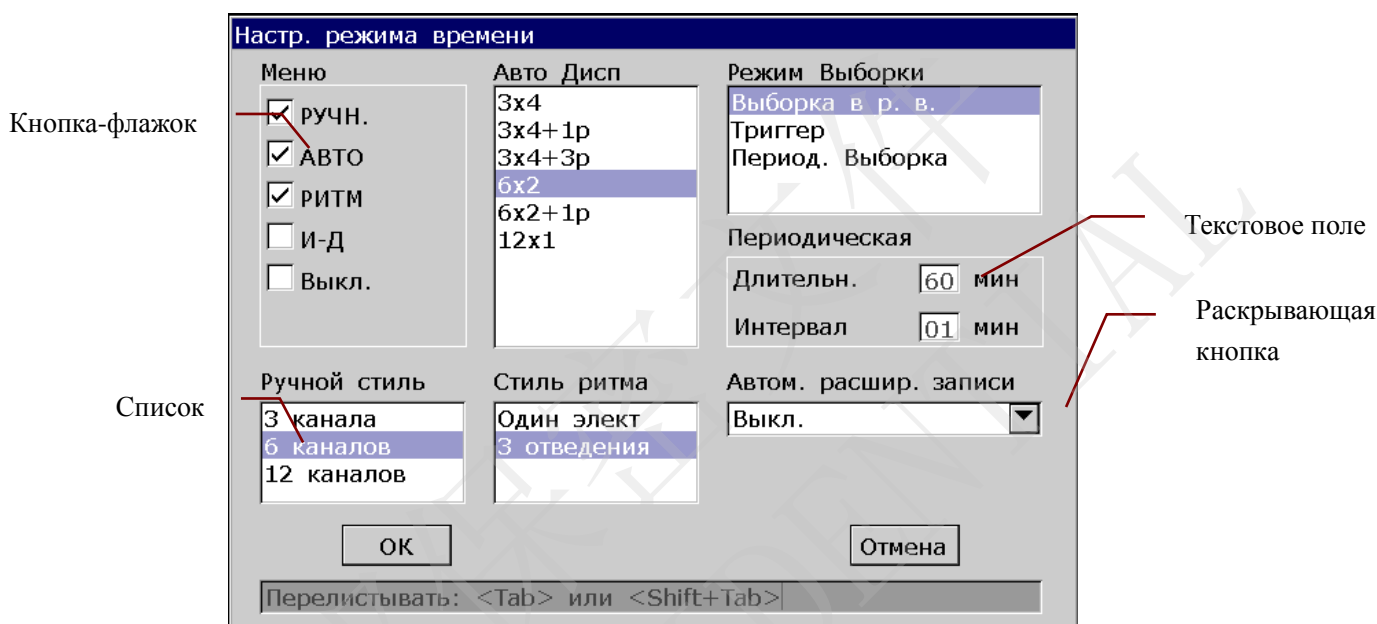 Настр. режима времени
Меню
РУЧН.
АВТО
РИТМ
И-Д
Выкл.
Авто Дисп
3x4
3x4+1р
3x4+3р
6x2
6x2+1р
12x1
Режим Выборки
Выборка в р. в.
Триггер
Период. Выборка
Периодическая
Длительн. 60 мин
Интервал 01 мин
Ручной стиль
3 канала
6 каналов
12 каналов
Стиль ритма
Один элект
3 отведения
Автом. расшир. записи
Выкл.
ОК
Отмена
Перелистывать: <Tab> или <Shift+Tab>
Кнопка-флажок
Список
Текстовое поле
Раскрывающая
кнопка